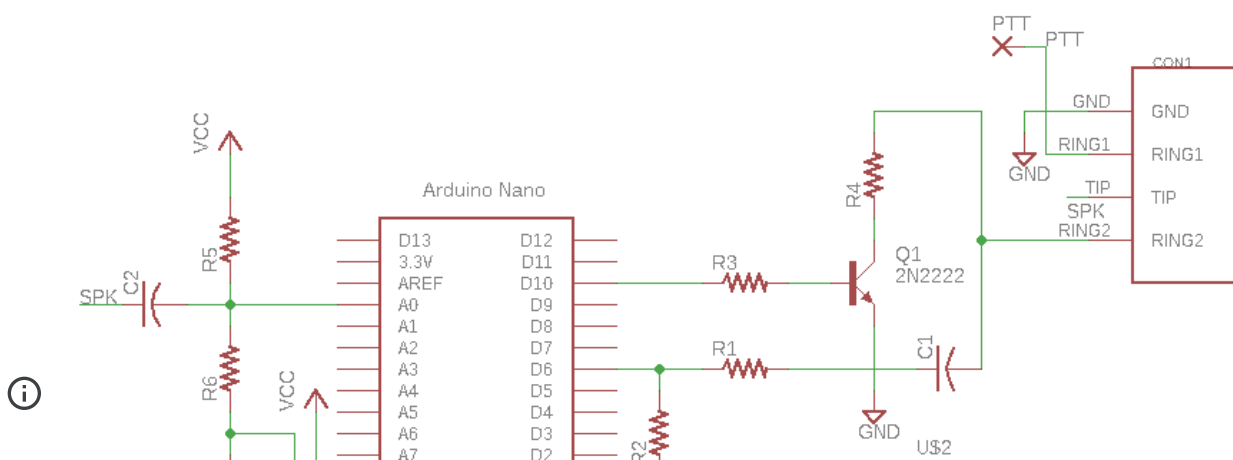 PTT
PTT
CON1
GND
GND
RING1
RING1
GND
TIP
TIP
SPK
RING2
RING2
VCC
Arduino Nano
R4
R5
D13
D12
3.3V
D11
Q1
2N2222
C2
SPK
AREF
D10
R3
A0
D9
A1
D8
A2
D7
R1
C1
A3
D6
R6
VCC
A4
D5
A5
D4
A6
D3
GND
A7
D2
R2
U$2